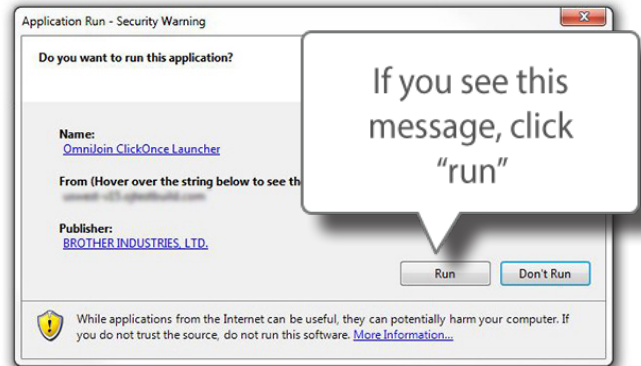 Application Run - Security Warning
Do you want to run this application?
If you see this
message, click
“run”
Name:
OmniJoin ClickOnce Launcher
From (Hover over the string below to see th
Publisher:
BROTHER INDUSTRIES, LTD.
Run
Don't Run
While applications from the Internet can be useful, they can potentially harm your computer. If
you do not trust the source, do not run this software. More Information...